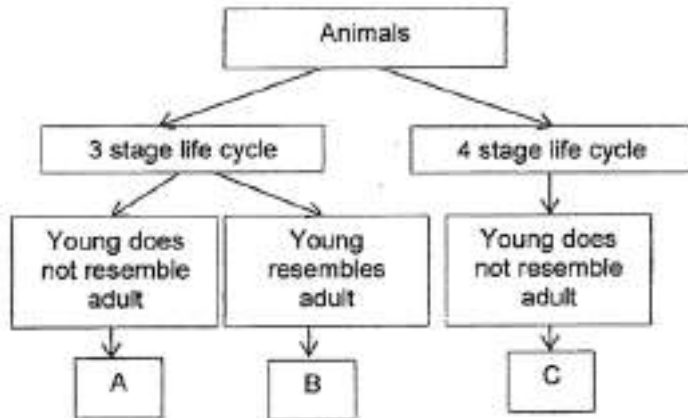 Animals
3 stage life cycle
4 stage life cycle
Young does
not resemble
adult
Young
resembles
adult
Young does
not resemble
adult
A
B
C